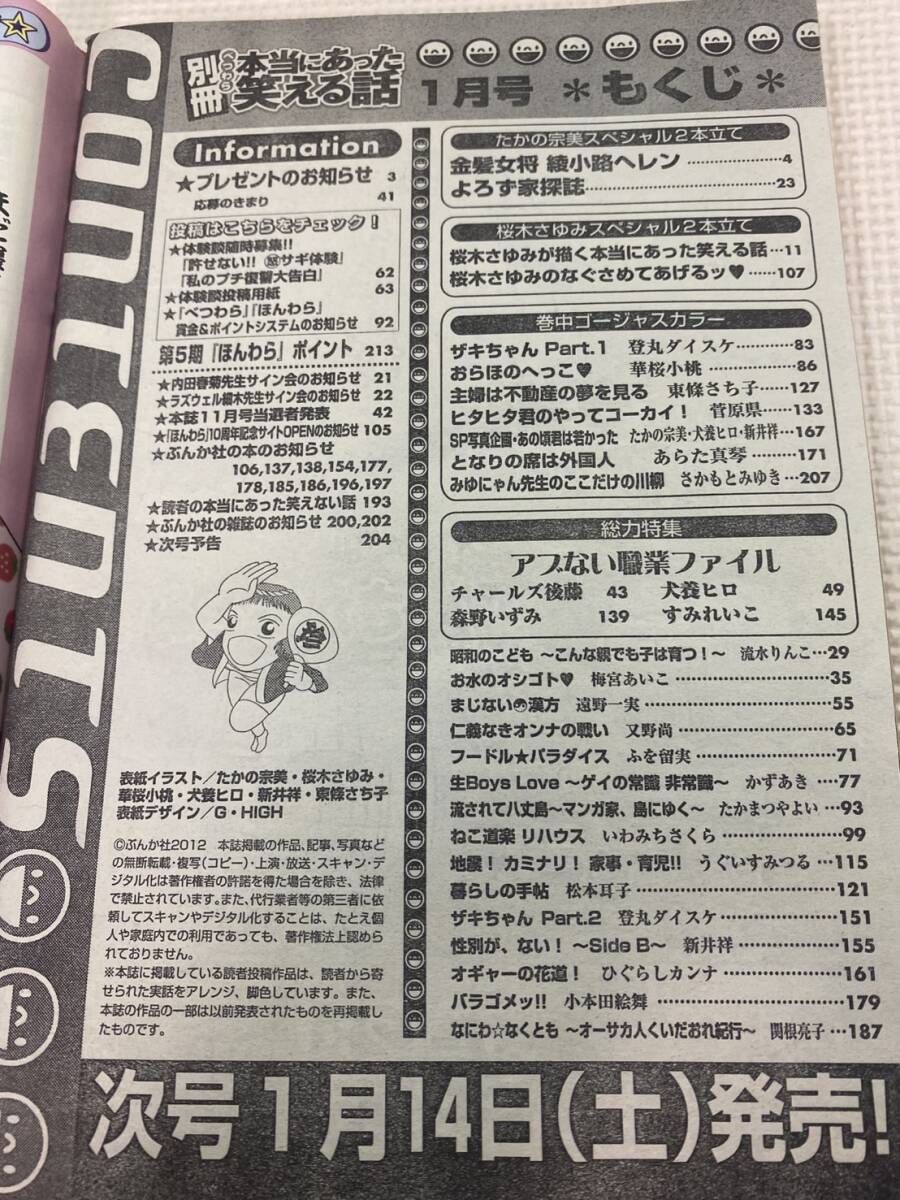 CONTENTS
別冊
べつわら
本当にあった
笑える話
1月号 *もくじ*
Information
★プレゼントのお知らせ 3
応募のきまり 41
投稿はこちらをチェック!
★体験談随時募集!!
「許せない!! サギ体験」
「私のプチ復讐大告白」 62
★体験談投稿用紙 63
★「べつわら」「ほんわら」
賞金&ポイントシステムのお知らせ 92
第5期「ほんわら」ポイント 213
★内田春菊先生サイン会のお知らせ 21
★ラズウェル細木先生サイン会のお知らせ 22
★本誌11月号当選者発表 42
★「ほんわら」10周年記念サイトOPENのお知らせ 105
★ぶんか社の本のお知らせ
106,137,138,154,177,
178,185,186,196,197
★読者の本当にあった笑えない話 193
★ぶんか社の雑誌のお知らせ 200,202
★次号予告 204
表紙イラスト/たかの宗美・桜木さゆみ・
華桜小桃・犬養ヒロ・新井祥・東條さち子
表紙デザイン/G・HIGH
©ぶんか社2012 本誌掲載の作品、記事、写真など
の無断転載・複写(コピー)・上演・放送・スキャン・デ
ジタル化は著作権者の許諾を得た場合を除き、法律
で禁止されています。また、代行業者等の第三者に依
頼してスキャンやデジタル化することは、たとえ個
人や家庭内での利用であっても、著作権法上認めら
れておりません。
※本誌に掲載している読者投稿作品は、読者から寄
せられた実話をアレンジ、脚色しています。また、
本誌の作品の一部は以前発表されたものを再掲載し
たものです。
たかの宗美スペシャル2本立て
金髪女将 綾小路ヘレン…4
よろず家探誌…23
桜木さゆみスペシャル2本立て
桜木さゆみが描く本当にあった笑える話…11
桜木さゆみのなぐさめてあげるッ♥…107
巻中ゴージャスカラー
ザキちゃん Part.1 登丸ダイスケ…83
おらほのへっこ♥ 華桜小桃…86
主婦は不動産の夢を見る 東條さち子…127
ヒタヒタ君のやってコーカイ! 菅原県…133
SP写真企画・あの頃君は若かった たかの宗美・犬養ヒロ・新井祥…167
となりの席は外国人 あらた真琴…171
みゆにゃん先生のここだけの川柳 さかもとみゆき…207
総力特集
アブない職業ファイル
チャールズ後藤 43 犬養ヒロ 49
森野いずみ 139 すみれいこ 145
昭和のこども ～こんな親でも子は育つ!～ 流水りんこ…29
お水のオシゴト♥ 梅宮あいこ…35
まじない漢方 遠野一実…55
仁義なきオンナの戦い 又野尚…65
フードル★パラダイス ふを留実…71
生Boys Love ～ゲイの常識 非常識～ かずあき…77
流されて八丈島～マンガ家、島にゆく～ たかまつやよい…93
ねこ道楽 リハウス いわみちさくら…99
地震! カミナリ! 家事・育児!! うぐいすみつる…115
暮らしの手帖 松本耳子…121
ザキちゃん Part.2 登丸ダイスケ…151
性別が、ない! ～Side B～ 新井祥…155
オギャーの花道! ひぐらしカンナ…161
パラゴメッ!! 小本田絵舞…179
なにわ☆なくとも ～オーサカ人くいだおれ紀行～ 関根亮子…187
次号1月14日(土)発売!